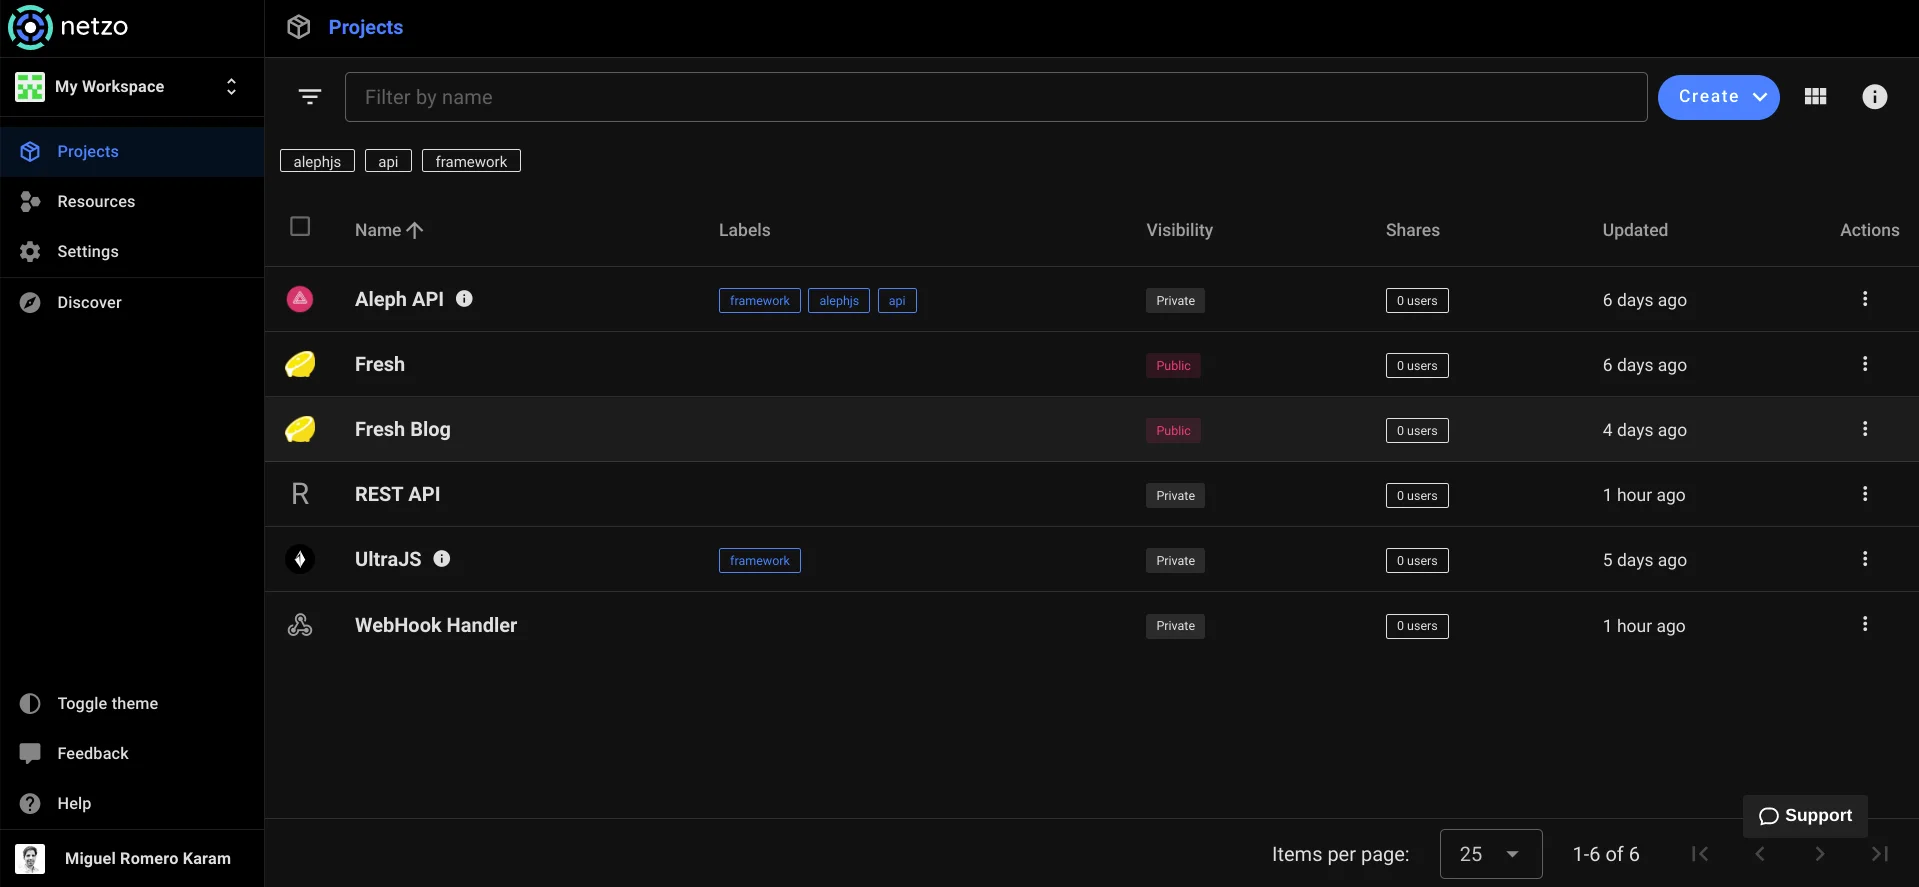 netzo
Projects
My Workspace
Filter by name
Create
Projects
alephjs api framework
Resources
Settings
Discover
Name Labels Visibility Shares Updated Actions
Aleph API framework alephjs api Private 0 users 6 days ago
Fresh Public 0 users 6 days ago
Fresh Blog Public 0 users 4 days ago
R REST API Private 0 users 1 hour ago
UltraJS framework Private 0 users 5 days ago
WebHook Handler Private 0 users 1 hour ago
Toggle theme
Feedback
Help
Support
Miguel Romero Karam
Items per page: 25 1-6 of 6